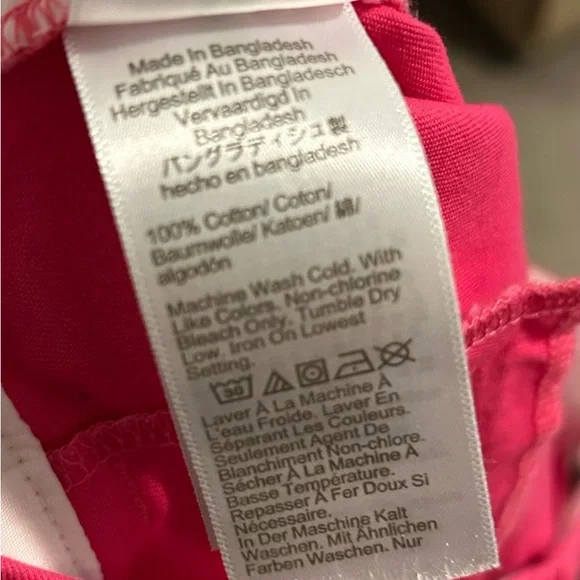 Made In Bangladesh
Fabriqué Au Bangladesh
Hergestellt In Bangladesch
Vervaardigd In
Bangladesh
バングラディシュ製
hecho en bangladesh
100% Cotton/ Coton/
Baumwolle/ Katoen/ 綿/
algodón
Machine Wash Cold. With
Like Colors. Non-chlorine
Bleach Only. Tumble Dry
Low. Iron On Lowest
Setting.
30
Laver À La Machine À
L'eau Froide. Laver En
Séparant Les Couleurs.
Seulement Agent De
Blanchiment Non-chlore.
Sécher À La Machine À
Basse Température.
Repasser À Fer Doux Si
Nécessaire.
In Der Maschine Kalt
Waschen. Mit Ähnlichen
Farben Waschen. Nur